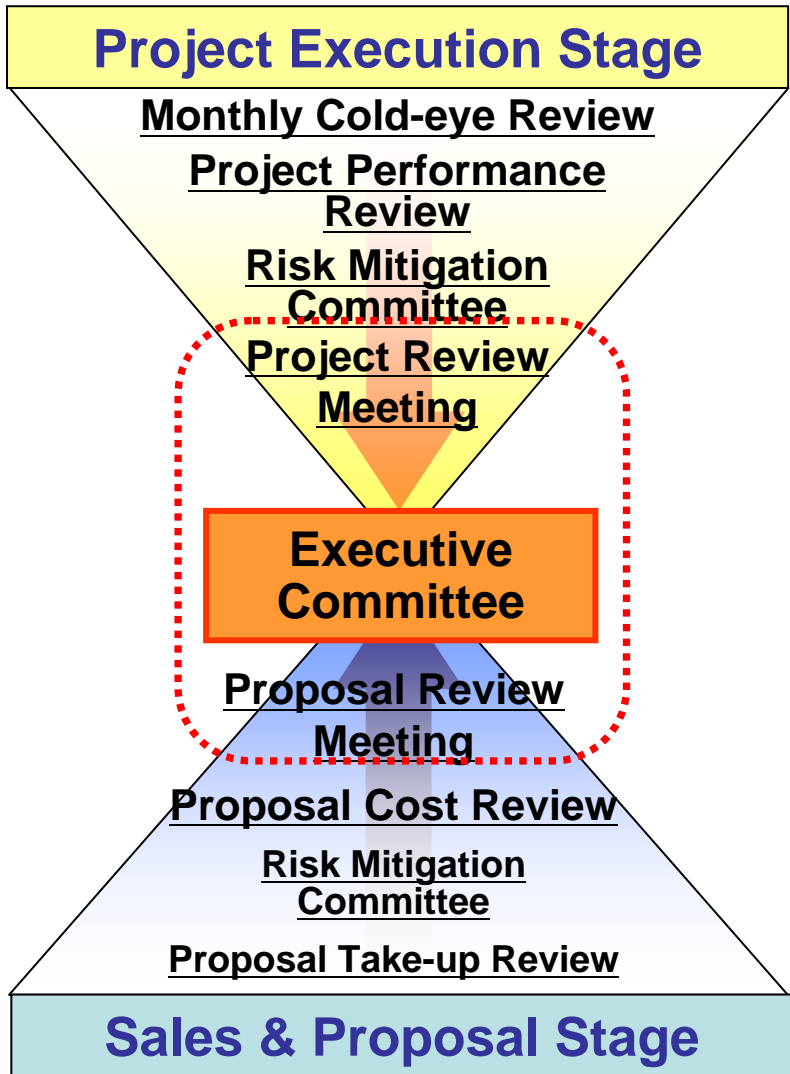 Project Execution Stage
Monthly Cold-eye Review
Project Performance
Review
Risk Mitigation
Committee
Project Review
Meeting
Executive
Committee
Proposal Review
Meeting
Proposal Cost Review
Risk Mitigation
Committee
Proposal Take-up Review
Sales & Proposal Stage